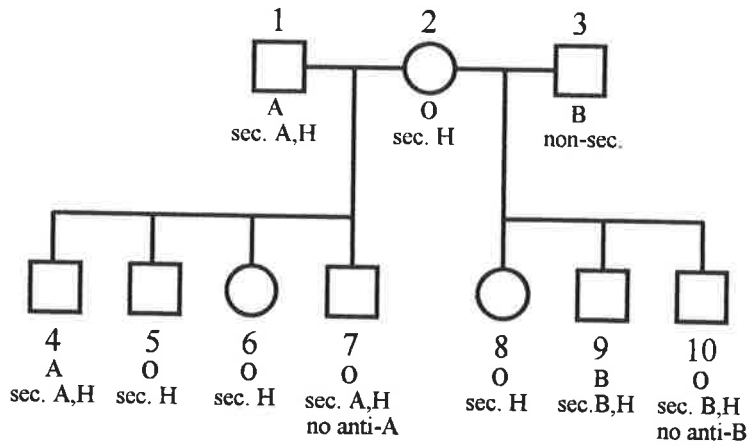 1
2
3
A
sec. A,H
O
sec. H
B
non-sec.
4
A
sec. A,H
5
O
sec. H
6
O
sec. H
7
O
sec. A,H
no anti-A
8
O
sec. H
9
B
sec.B,H
10
O
sec. B,H
no anti-B